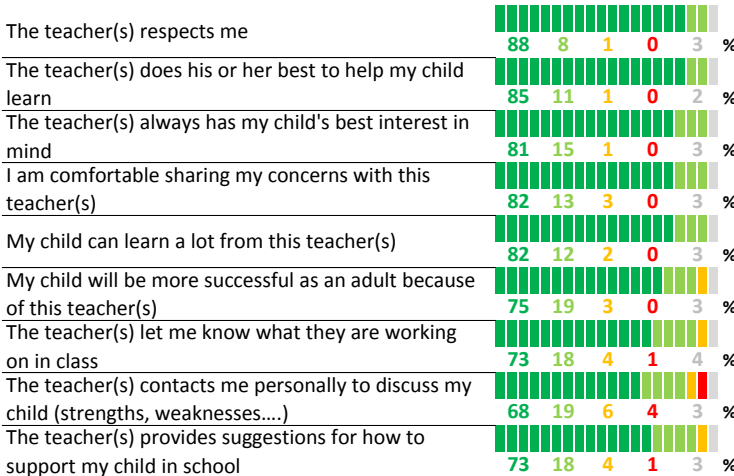 The teacher(s) respects me
88 8 1 0 3 %
The teacher(s) does his or her best to help my child
learn
85 11 1 0 2 %
The teacher(s) always has my child's best interest in
mind
81 15 1 0 3 %
I am comfortable sharing my concerns with this
teacher(s)
82 13 3 0 3 %
My child can learn a lot from this teacher(s)
82 12 2 0 3 %
My child will be more successful as an adult because
of this teacher(s)
75 19 3 0 3 %
The teacher(s) let me know what they are working
on in class
73 18 4 1 4 %
The teacher(s) contacts me personally to discuss my
child (strengths, weaknesses....)
68 19 6 4 3 %
The teacher(s) provides suggestions for how to
support my child in school
73 18 4 1 3 %